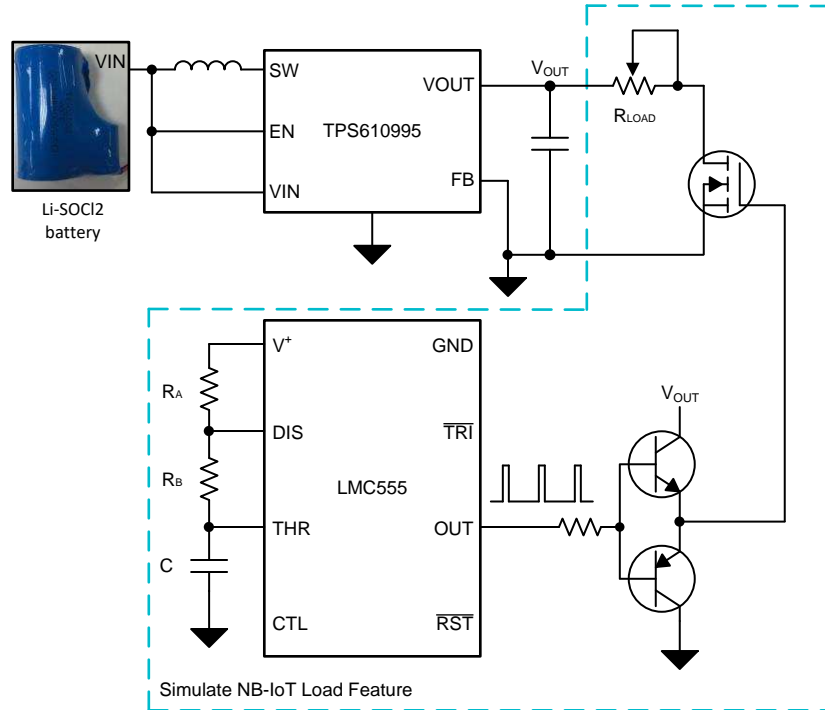 VIN
SW
VOUT
VOUT
RLOAD
EN
TPS610995
VIN
FB
Li-SOCl2
battery
V+
GND
RA
DIS
TRI
VOUT
RB
LMC555
THR
OUT
C
CTL
RST
Simulate NB-IoT Load Feature